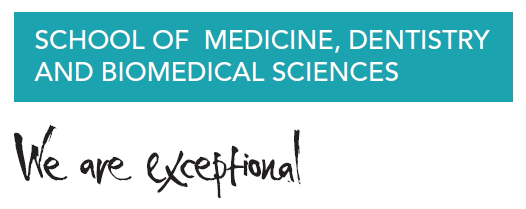 SCHOOL OF MEDICINE, DENTISTRY
AND BIOMEDICAL SCIENCES
We are exceptional